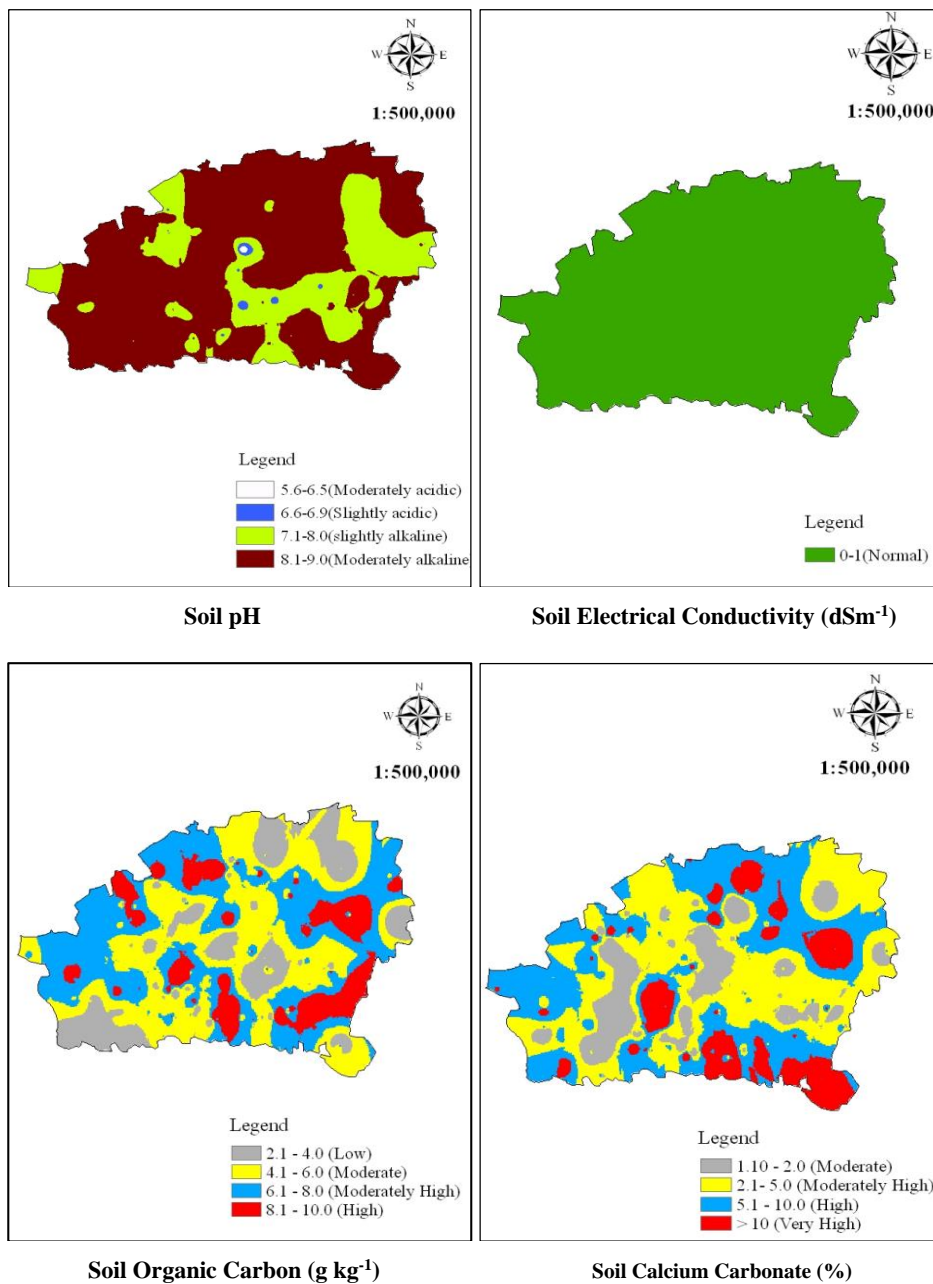 N
W E
S
1:500,000
Legend
5.6-6.5(Moderately acidic)
6.6-6.9(Slightly acidic)
7.1-8.0(slightly alkaline)
8.1-9.0(Moderately alkaline
Soil pH
N
W E
S
1:500,000
Legend
0-1(Normal)
Soil Electrical Conductivity (dSm⁻¹)
N
W E
S
1:500,000
Legend
2.1 - 4.0 (Low)
4.1 - 6.0 (Moderate)
6.1 - 8.0 (Moderately High)
8.1 - 10.0 (High)
Soil Organic Carbon (g kg⁻¹)
N
W E
S
1:500,000
Legend
1.10 - 2.0 (Moderate)
2.1- 5.0 (Moderately High)
5.1 - 10.0 (High)
> 10 (Very High)
Soil Calcium Carbonate (%)